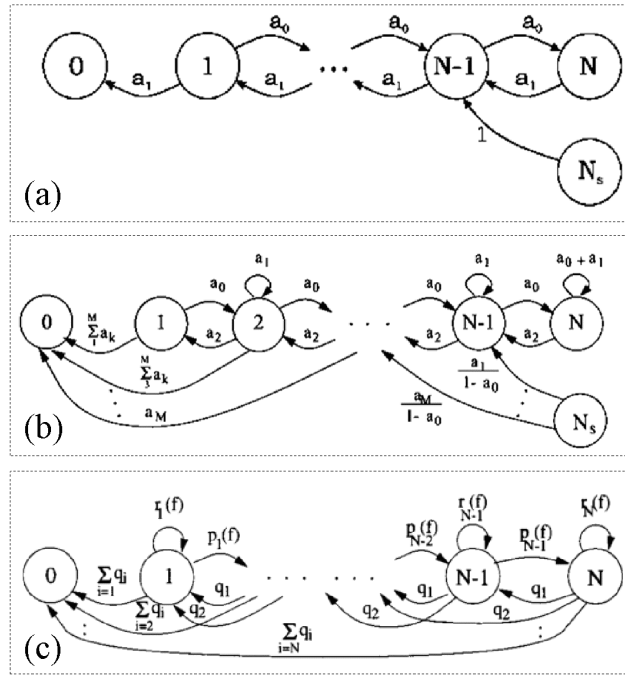 a₀ a₀ a₀
0 1 ... N-1 N
a₁ a₁ a₁ a₁
1
Nₛ
(a)
a₁ a₁ a₀ + a₁
a₀ a₀ a₀ a₀
0 1 2 . . . N-1 N
M∑1 aₖ a₂ a₂ a₂ a₂
M∑3 aₖ
a₁/1- a₀
aM
aM/1- a₀
Nₛ
(b)
r₁(f) rN-1(f) rN(f)
p₁(f) pN-2(f) pN-1(f)
0 1 . . . . . . N-1 N
∑i=1 qᵢ q₁ q₁ q₁
∑i=2 qᵢ q₂ q₂ q₂
∑i=N qᵢ
(c)